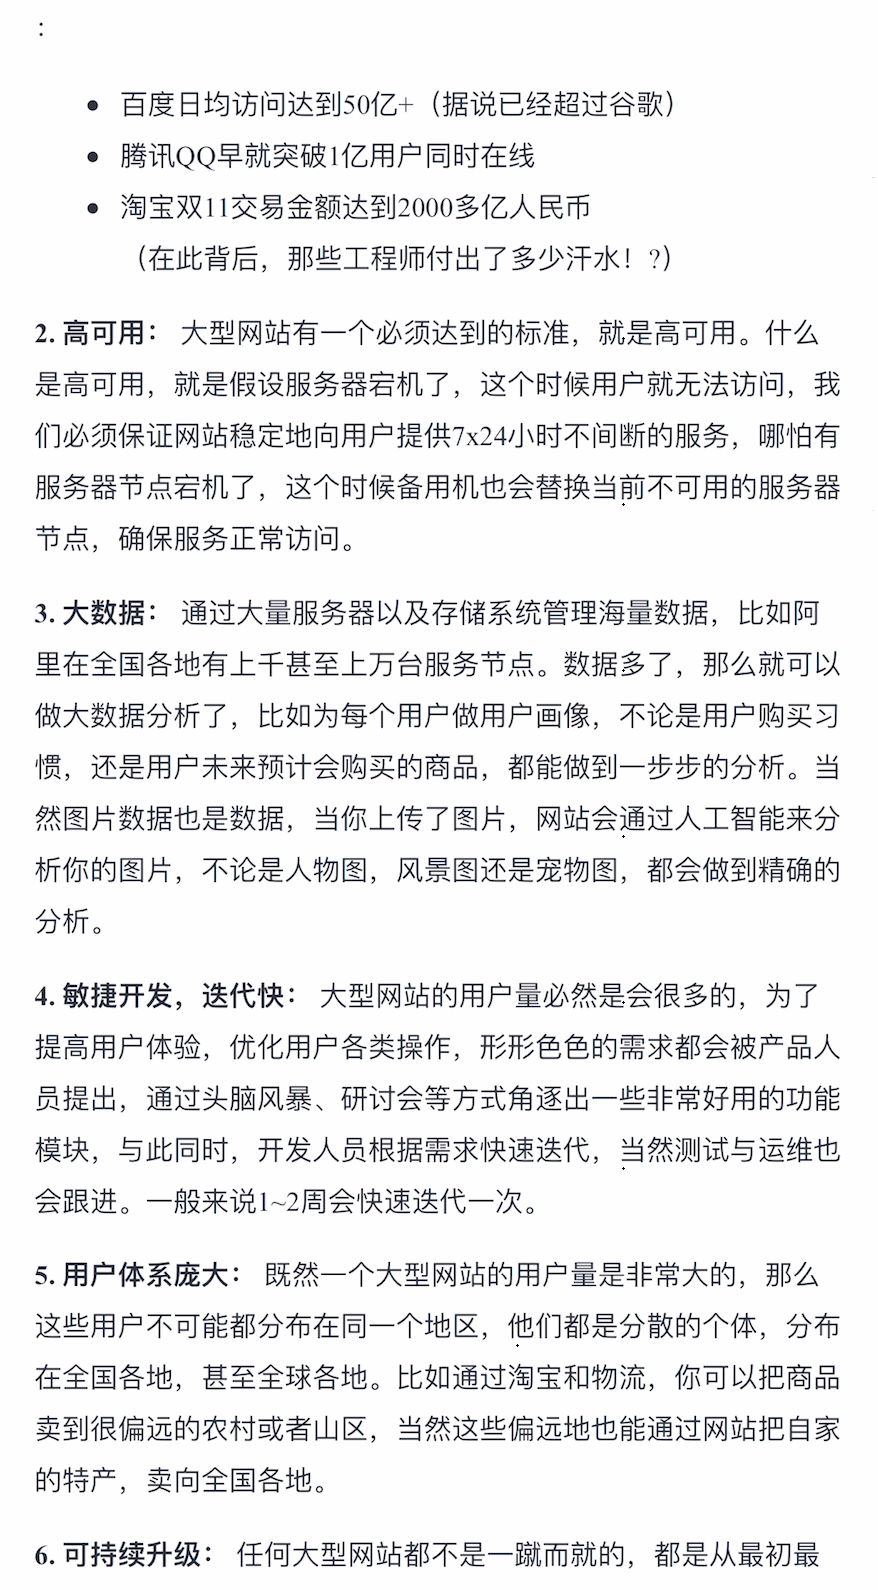 ：
• 百度日均访问达到50亿+（据说已经超过谷歌）
• 腾讯QQ早就突破1亿用户同时在线
• 淘宝双11交易金额达到2000多亿人民币
（在此背后，那些工程师付出了多少汗水！?）
2. 高可用： 大型网站有一个必须达到的标准，就是高可用。什么
是高可用，就是假设服务器宕机了，这个时候用户就无法访问，我
们必须保证网站稳定地向用户提供7x24小时不间断的服务，哪怕有
服务器节点宕机了，这个时候备用机也会替换当前不可用的服务器
节点，确保服务正常访问。
3. 大数据： 通过大量服务器以及存储系统管理海量数据，比如阿
里在全国各地有上千甚至上万台服务节点。数据多了，那么就可以
做大数据分析了，比如为每个用户做用户画像，不论是用户购买习
惯，还是用户未来预计会购买的商品，都能做到一步步的分析。当
然图片数据也是数据，当你上传了图片，网站会通过人工智能来分
析你的图片，不论是人物图，风景图还是宠物图，都会做到精确的
分析。
4. 敏捷开发，迭代快： 大型网站的用户量必然是会很多的，为了
提高用户体验，优化用户各类操作，形形色色的需求都会被产品人
员提出，通过头脑风暴、研讨会等方式角逐出一些非常好用的功能
模块，与此同时，开发人员根据需求快速迭代，当然测试与运维也
会跟进。一般来说1~2周会快速迭代一次。
5. 用户体系庞大： 既然一个大型网站的用户量是非常大的，那么
这些用户不可能都分布在同一个地区，他们都是分散的个体，分布
在全国各地，甚至全球各地。比如通过淘宝和物流，你可以把商品
卖到很偏远的农村或者山区，当然这些偏远地也能通过网站把自家
的特产，卖向全国各地。
6. 可持续升级： 任何大型网站都不是一蹴而就的，都是从最初最